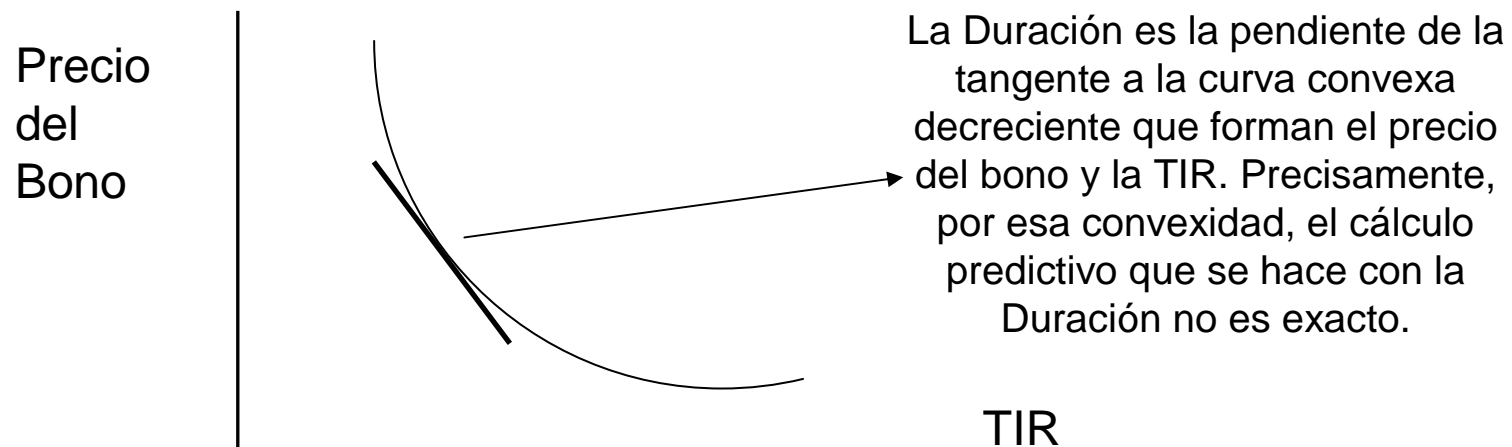 Precio
del
Bono
La Duración es la pendiente de la
tangente a la curva convexa
decreciente que forman el precio
del bono y la TIR. Precisamente,
por esa convexidad, el cálculo
predictivo que se hace con la
Duración no es exacto.
TIR